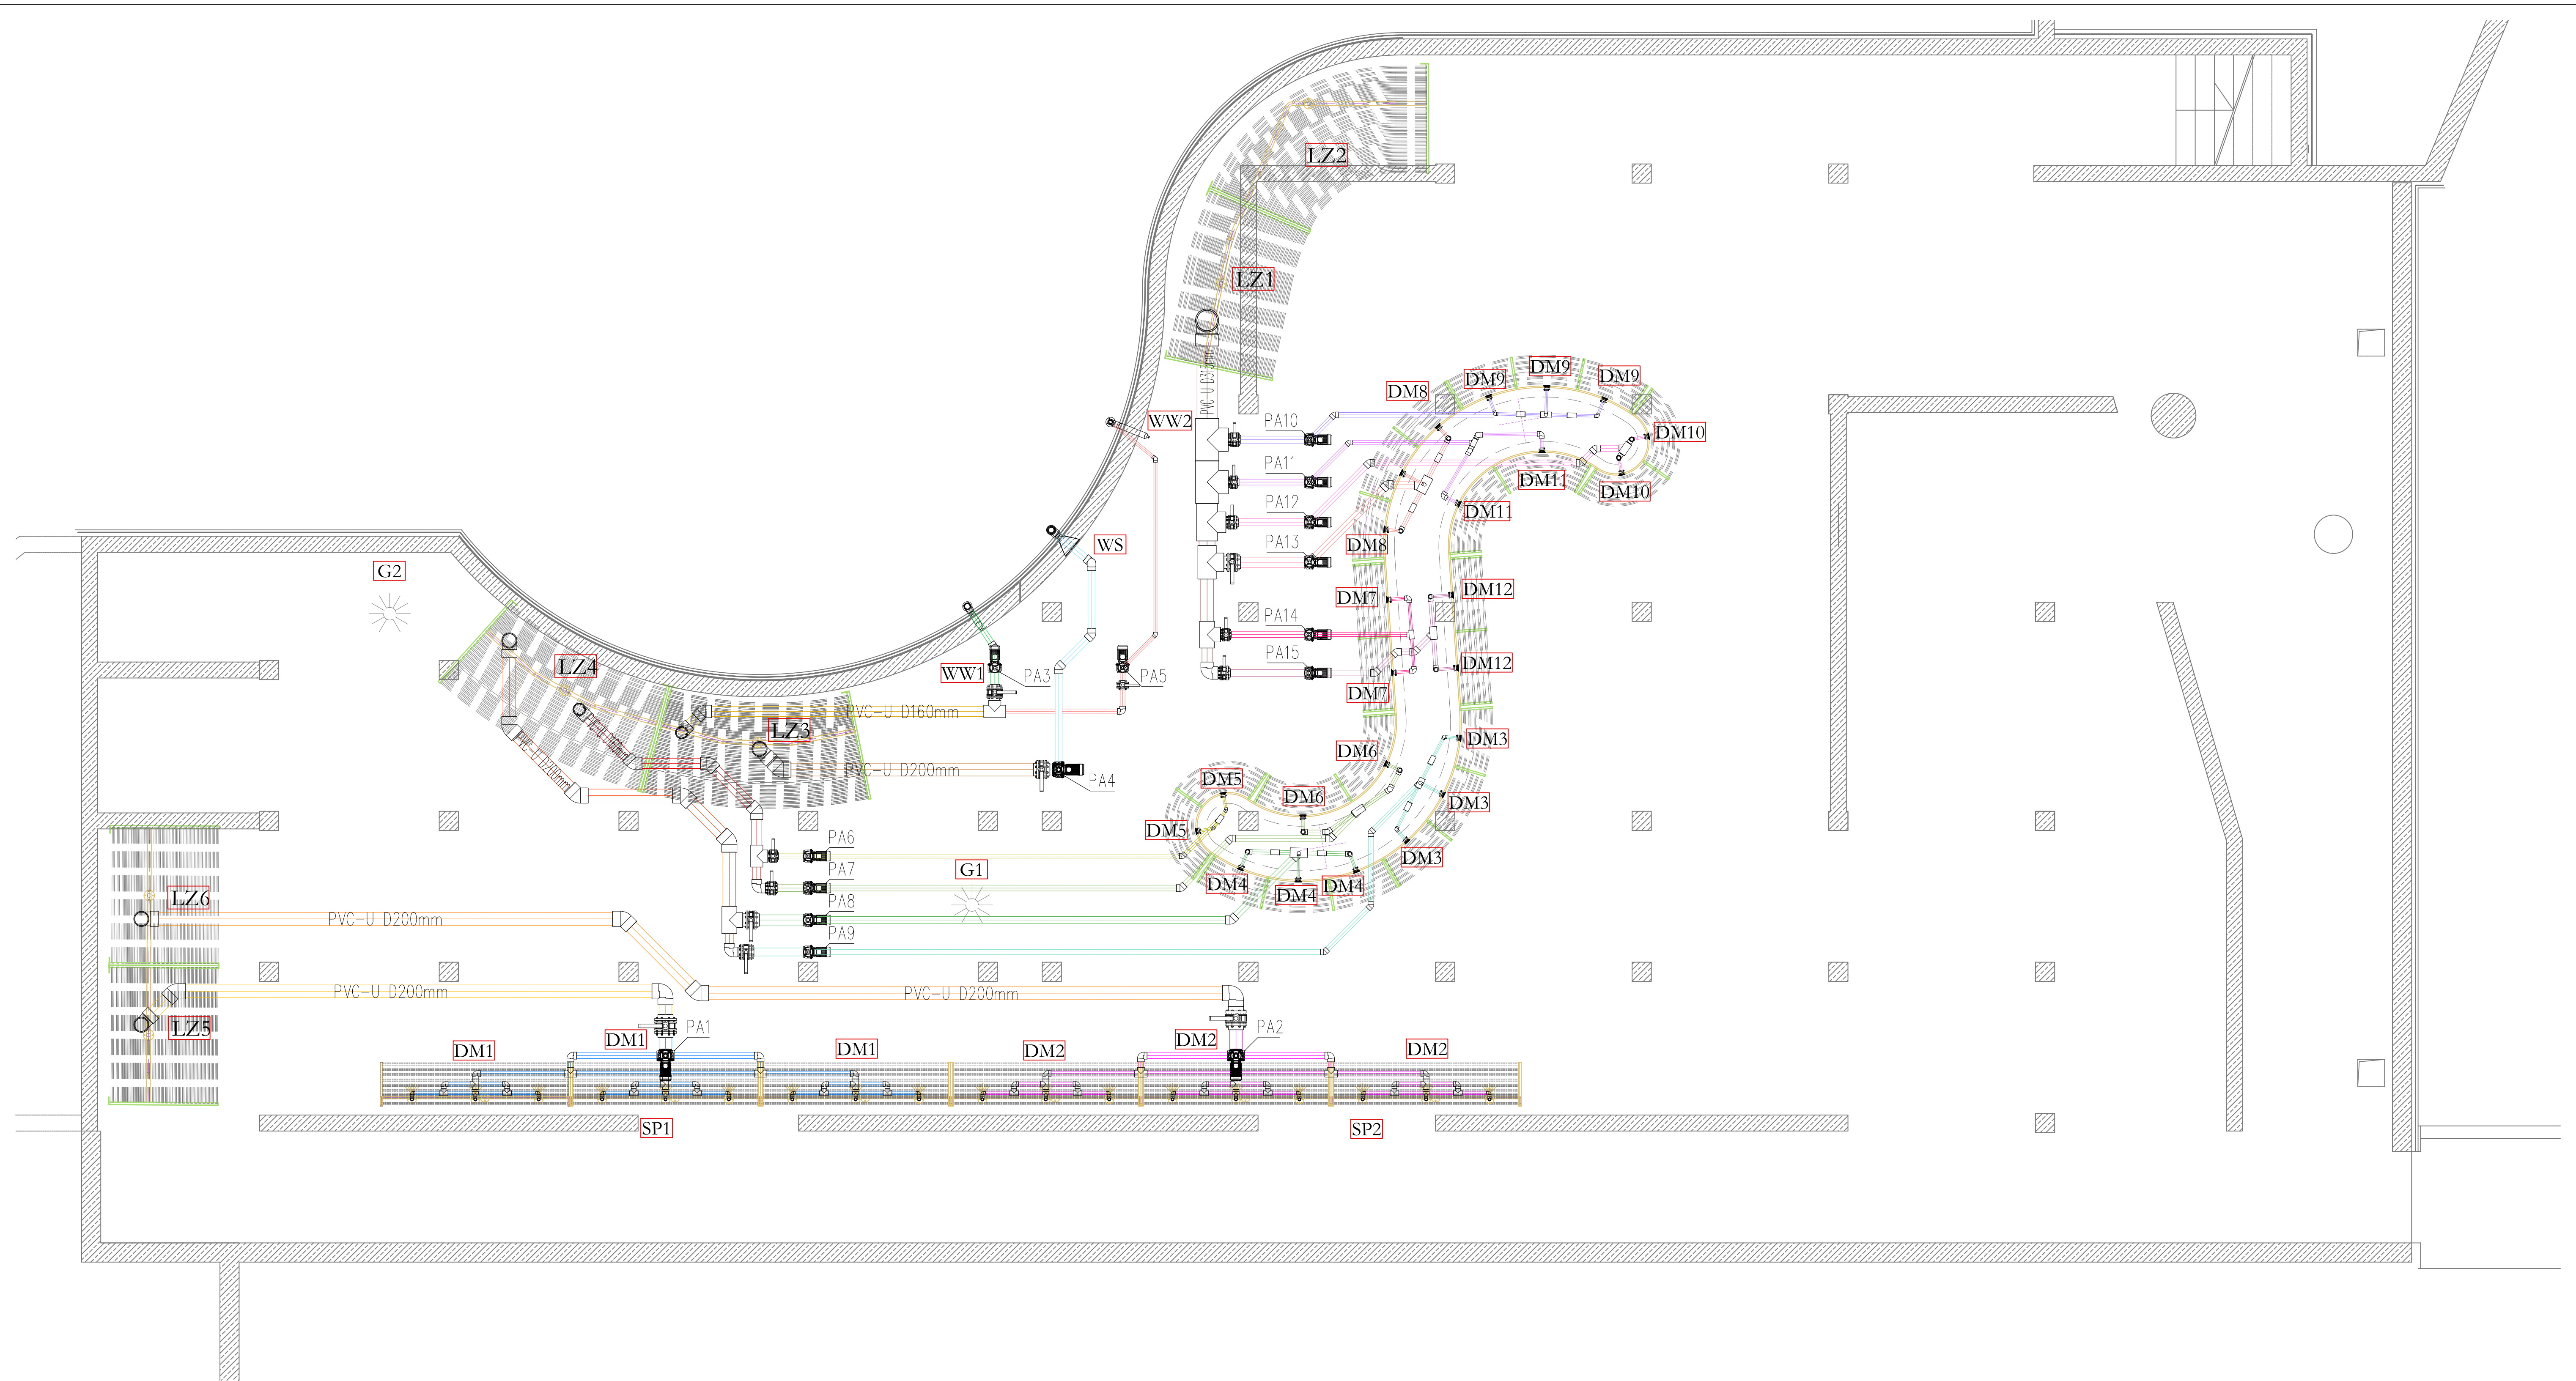 LZ2
LZ1
PVC-U D315mm
DM9
DM9
DM9
DM8
WW2
PA10
DM10
PA11
DM11
DM10
PA12
DM11
WS
PA13
DM8
G2
DM12
DM7
PA14
LZ4
PA15
DM12
WW1
PA3
PA5
DM7
PVC-U D160mm
LZ3
PVC-U D160mm
DM3
PVC-U D200mm
DM6
PVC-U D200mm
PA4
DM5
DM6
DM3
DM5
PA6
DM3
PA7
G1
DM4
DM4
DM4
LZ6
PA8
PVC-U D200mm
PA9
PVC-U D200mm
PVC-U D200mm
LZ5
PA1
PA2
DM1
DM1
DM1
DM2
DM2
DM2
SP1
SP2